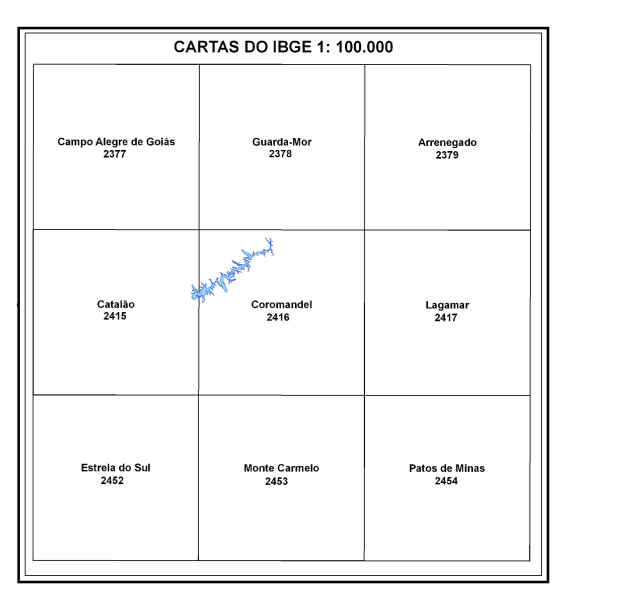 CARTAS DO IBGE 1: 100.000
Campo Alegre de Goiás
2377
Guarda-Mor
2378
Arrenegado
2379
Catalão
2415
Coromandel
2416
Lagamar
2417
Estrela do Sul
2452
Monte Carmelo
2453
Patos de Minas
2454